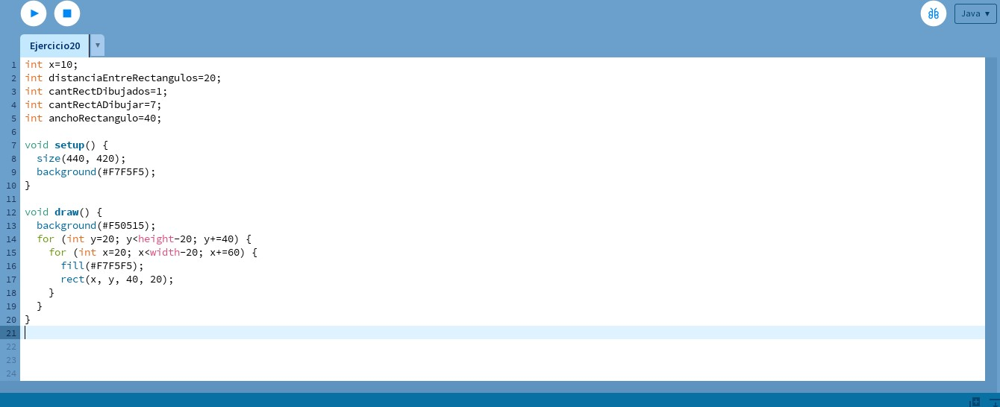 Java ▾
Ejercicio20 ▾
1 int x=10;
2 int distanciaEntreRectangulos=20;
3 int cantRectDibujados=1;
4 int cantRectADibujar=7;
5 int anchoRectangulo=40;
6
7 void setup() {
8   size(440, 420);
9   background(#F7F5F5);
10 }
11
12 void draw() {
13   background(#F50515);
14   for (int y=20; y<height-20; y+=40) {
15     for (int x=20; x<width-20; x+=60) {
16       fill(#F7F5F5);
17       rect(x, y, 40, 20);
18     }
19   }
20 }
21
22
23
24